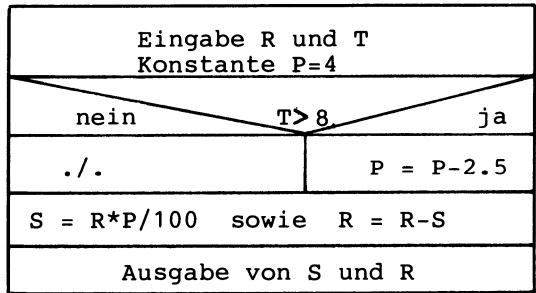 Eingabe R und T
Konstante P=4
nein T>8 ja
./. P = P-2.5
S = R*P/100 sowie R = R-S
Ausgabe von S und R